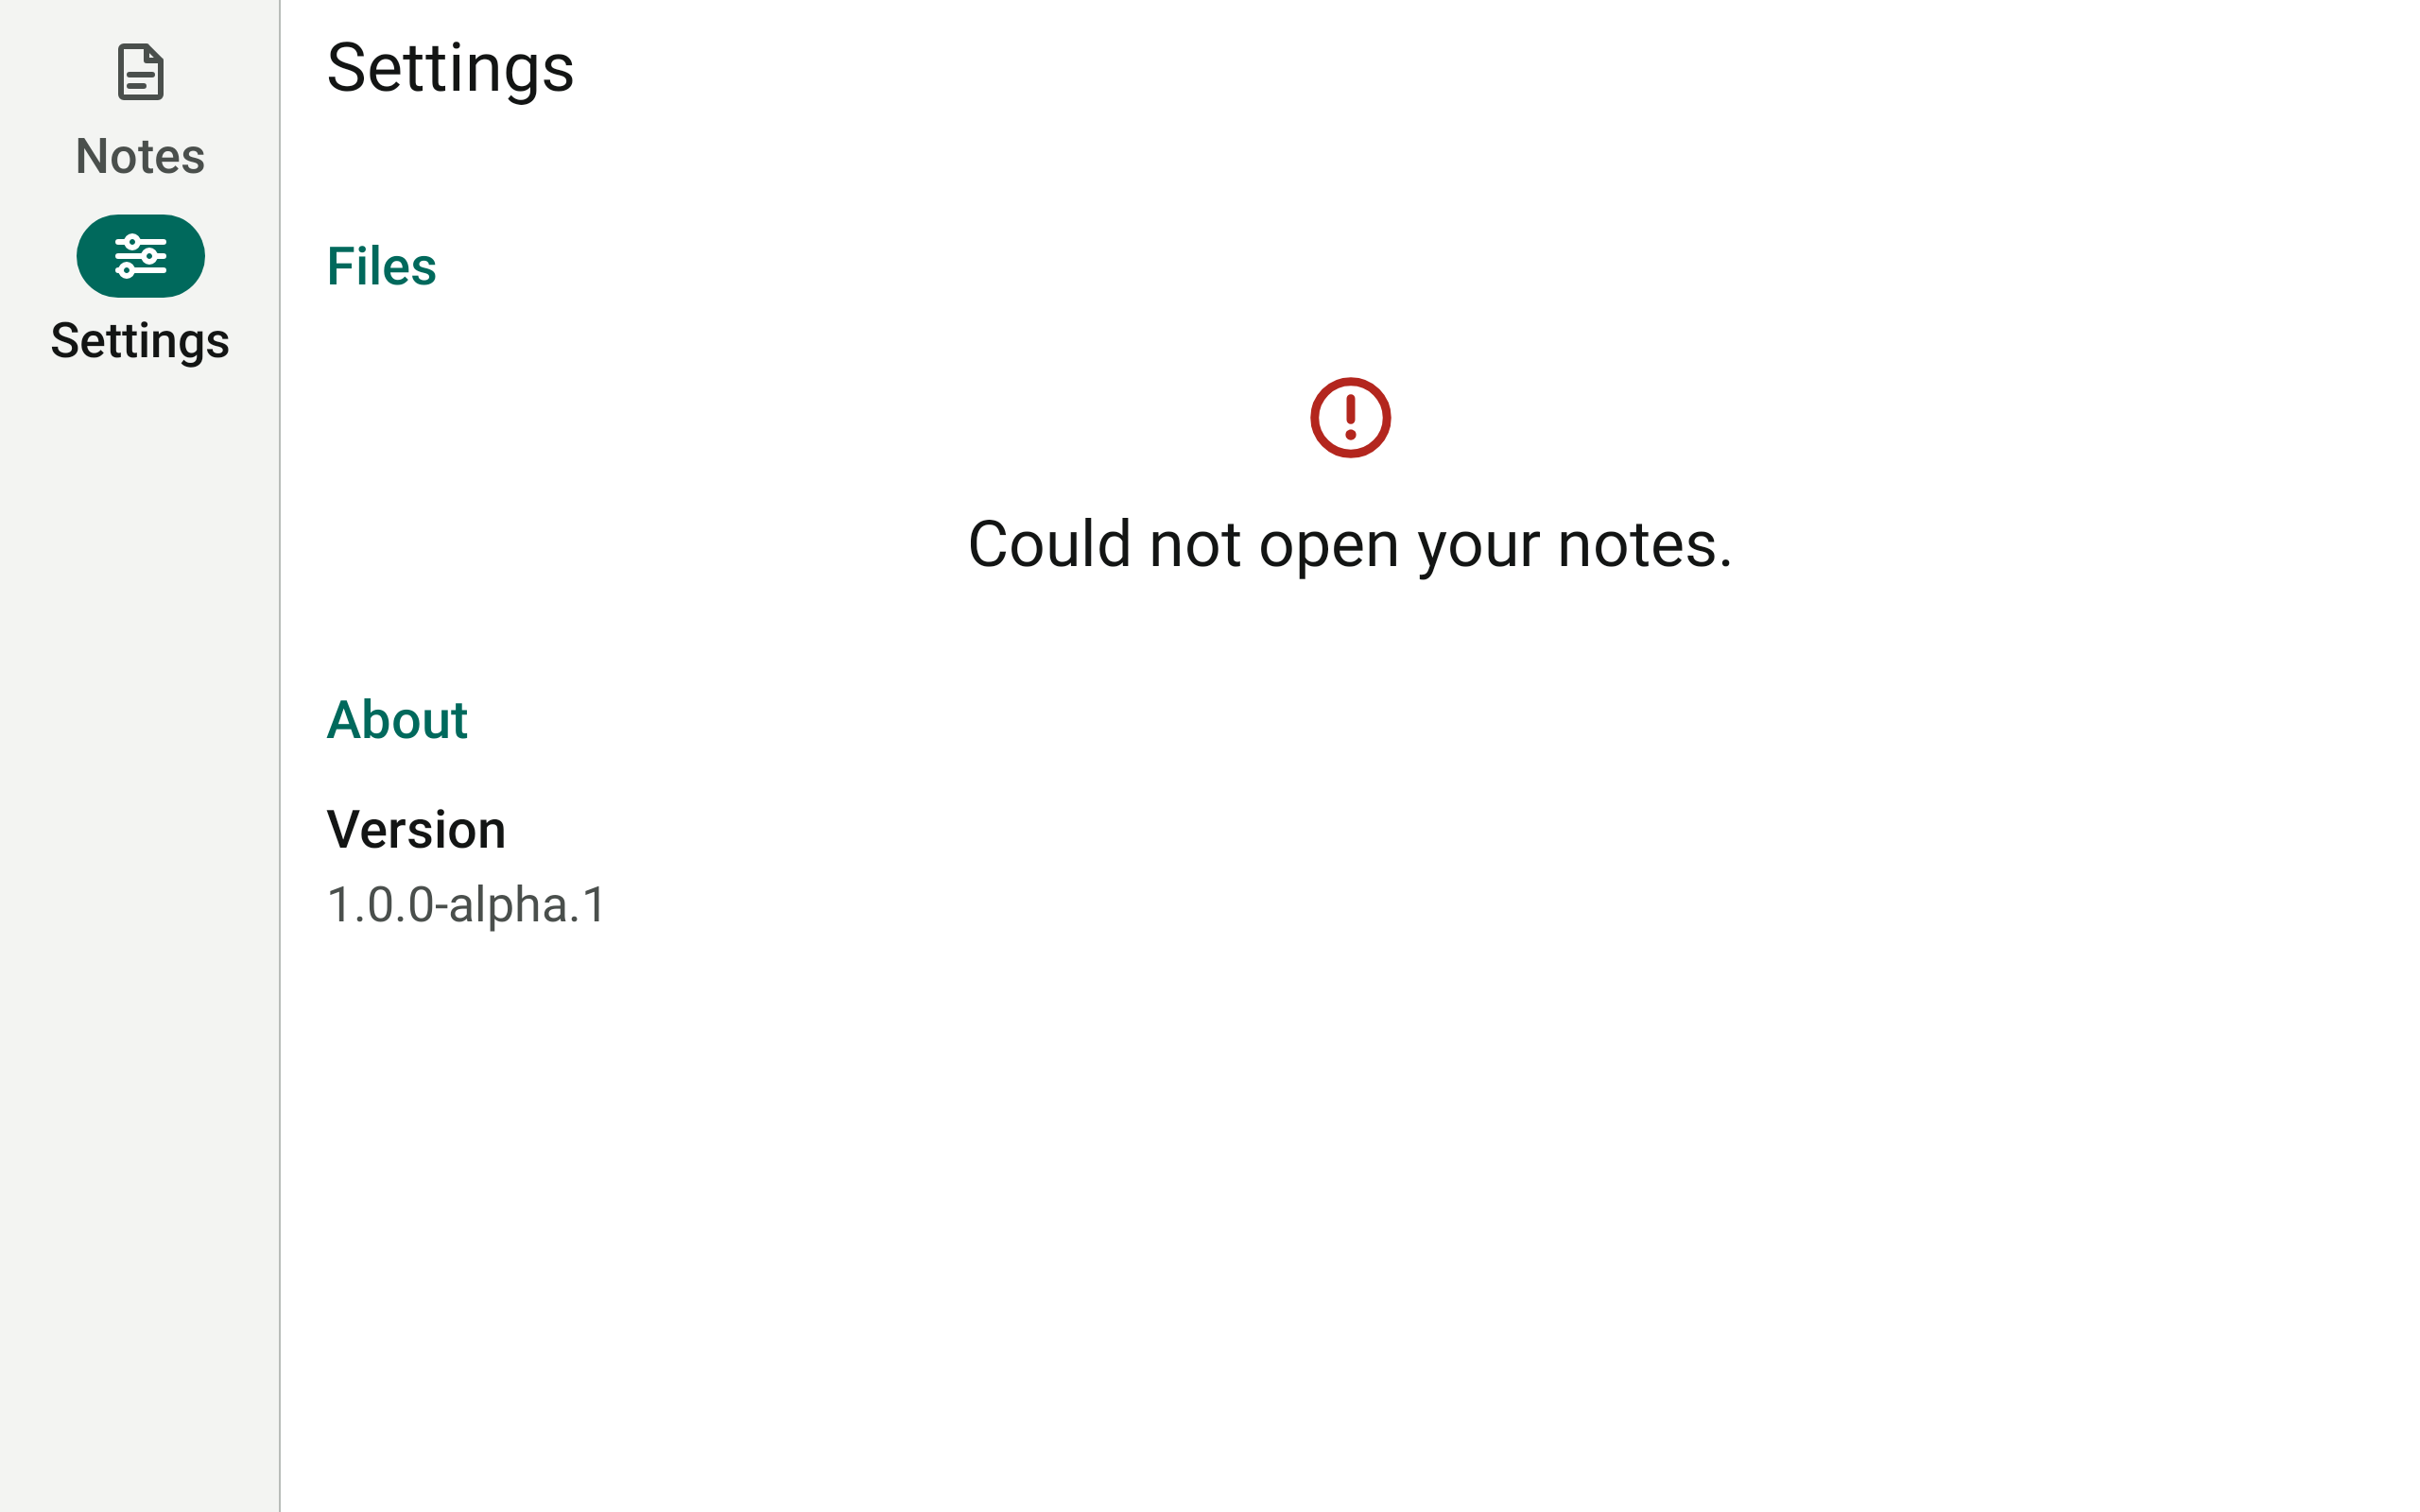 Notes
Settings
Settings
Files
Could not open your notes.
About
Version
1.0.0-alpha.1